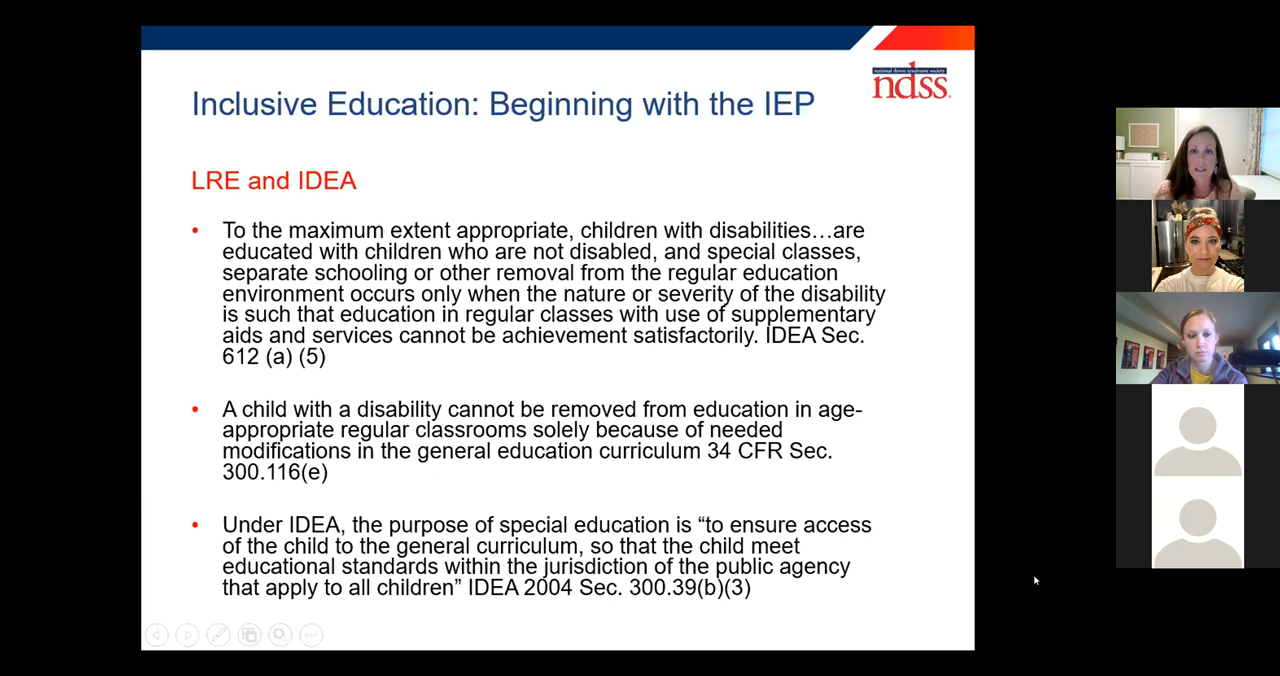 national down syndrome society
ndss.
Inclusive Education: Beginning with the IEP
LRE and IDEA
• To the maximum extent appropriate, children with disabilities…are
educated with children who are not disabled, and special classes,
separate schooling or other removal from the regular education
environment occurs only when the nature or severity of the disability
is such that education in regular classes with use of supplementary
aids and services cannot be achievement satisfactorily. IDEA Sec.
612 (a) (5)
• A child with a disability cannot be removed from education in age-
appropriate regular classrooms solely because of needed
modifications in the general education curriculum 34 CFR Sec.
300.116(e)
• Under IDEA, the purpose of special education is “to ensure access
of the child to the general curriculum, so that the child meet
educational standards within the jurisdiction of the public agency
that apply to all children” IDEA 2004 Sec. 300.39(b)(3)